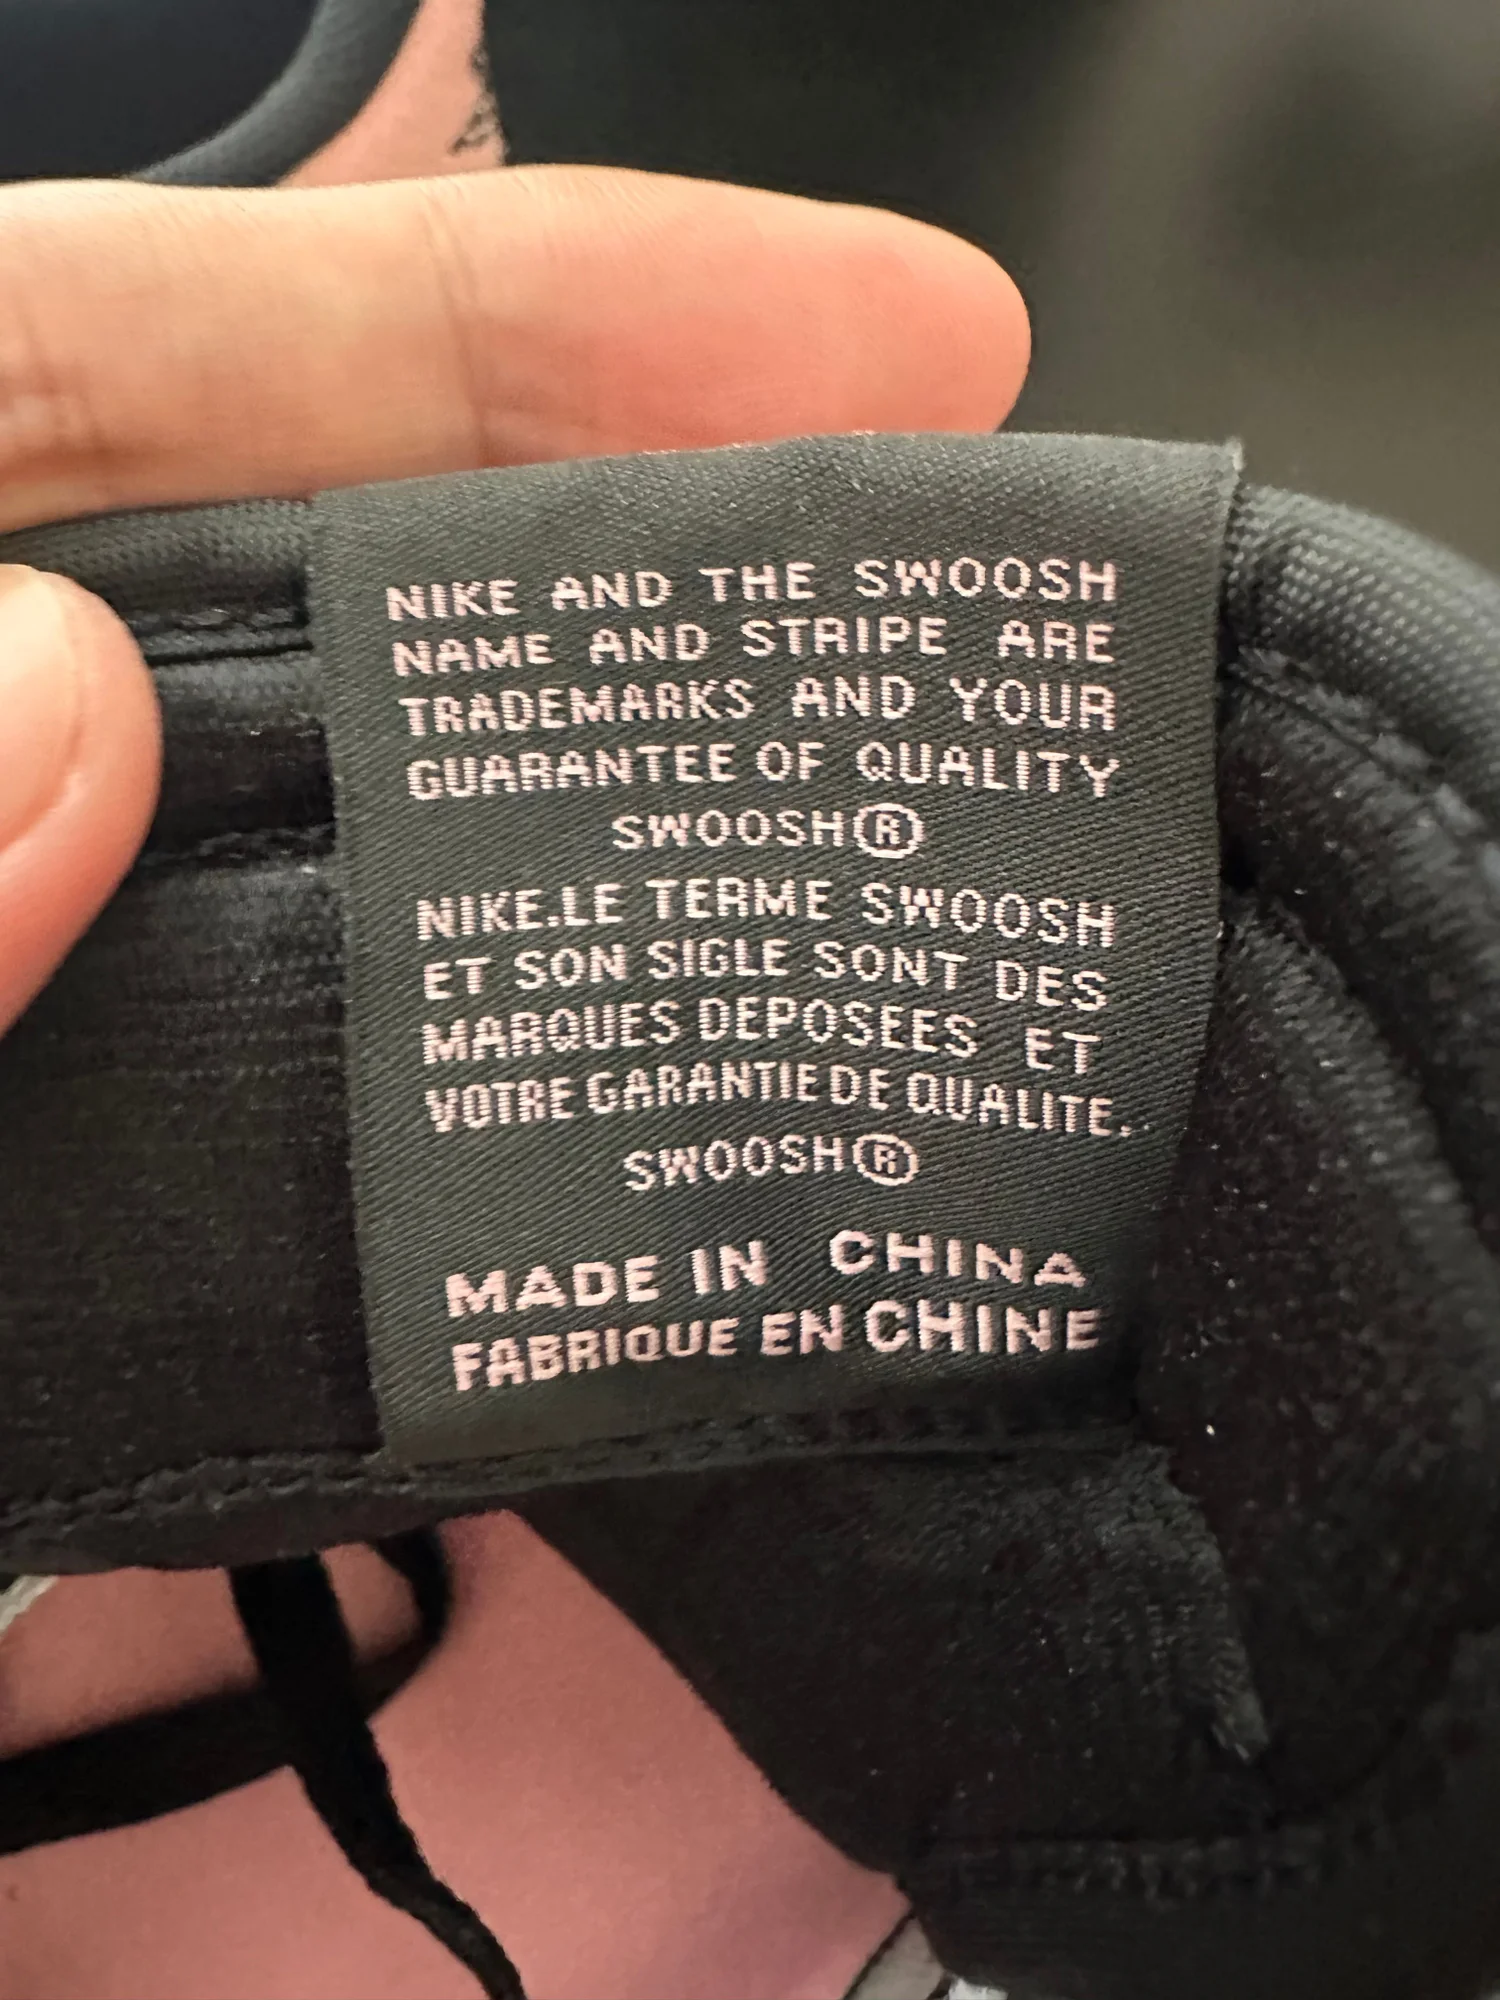 NIKE AND THE SWOOSH
NAME AND STRIPE ARE
TRADEMARKS AND YOUR
GUARANTEE OF QUALITY
SWOOSH®
NIKE.LE TERME SWOOSH
ET SON SIGLE SONT DES
MARQUES DEPOSEES ET
VOTRE GARANTIE DE QUALITE.
SWOOSH®
MADE IN CHINA
FABRIQUE EN CHINE